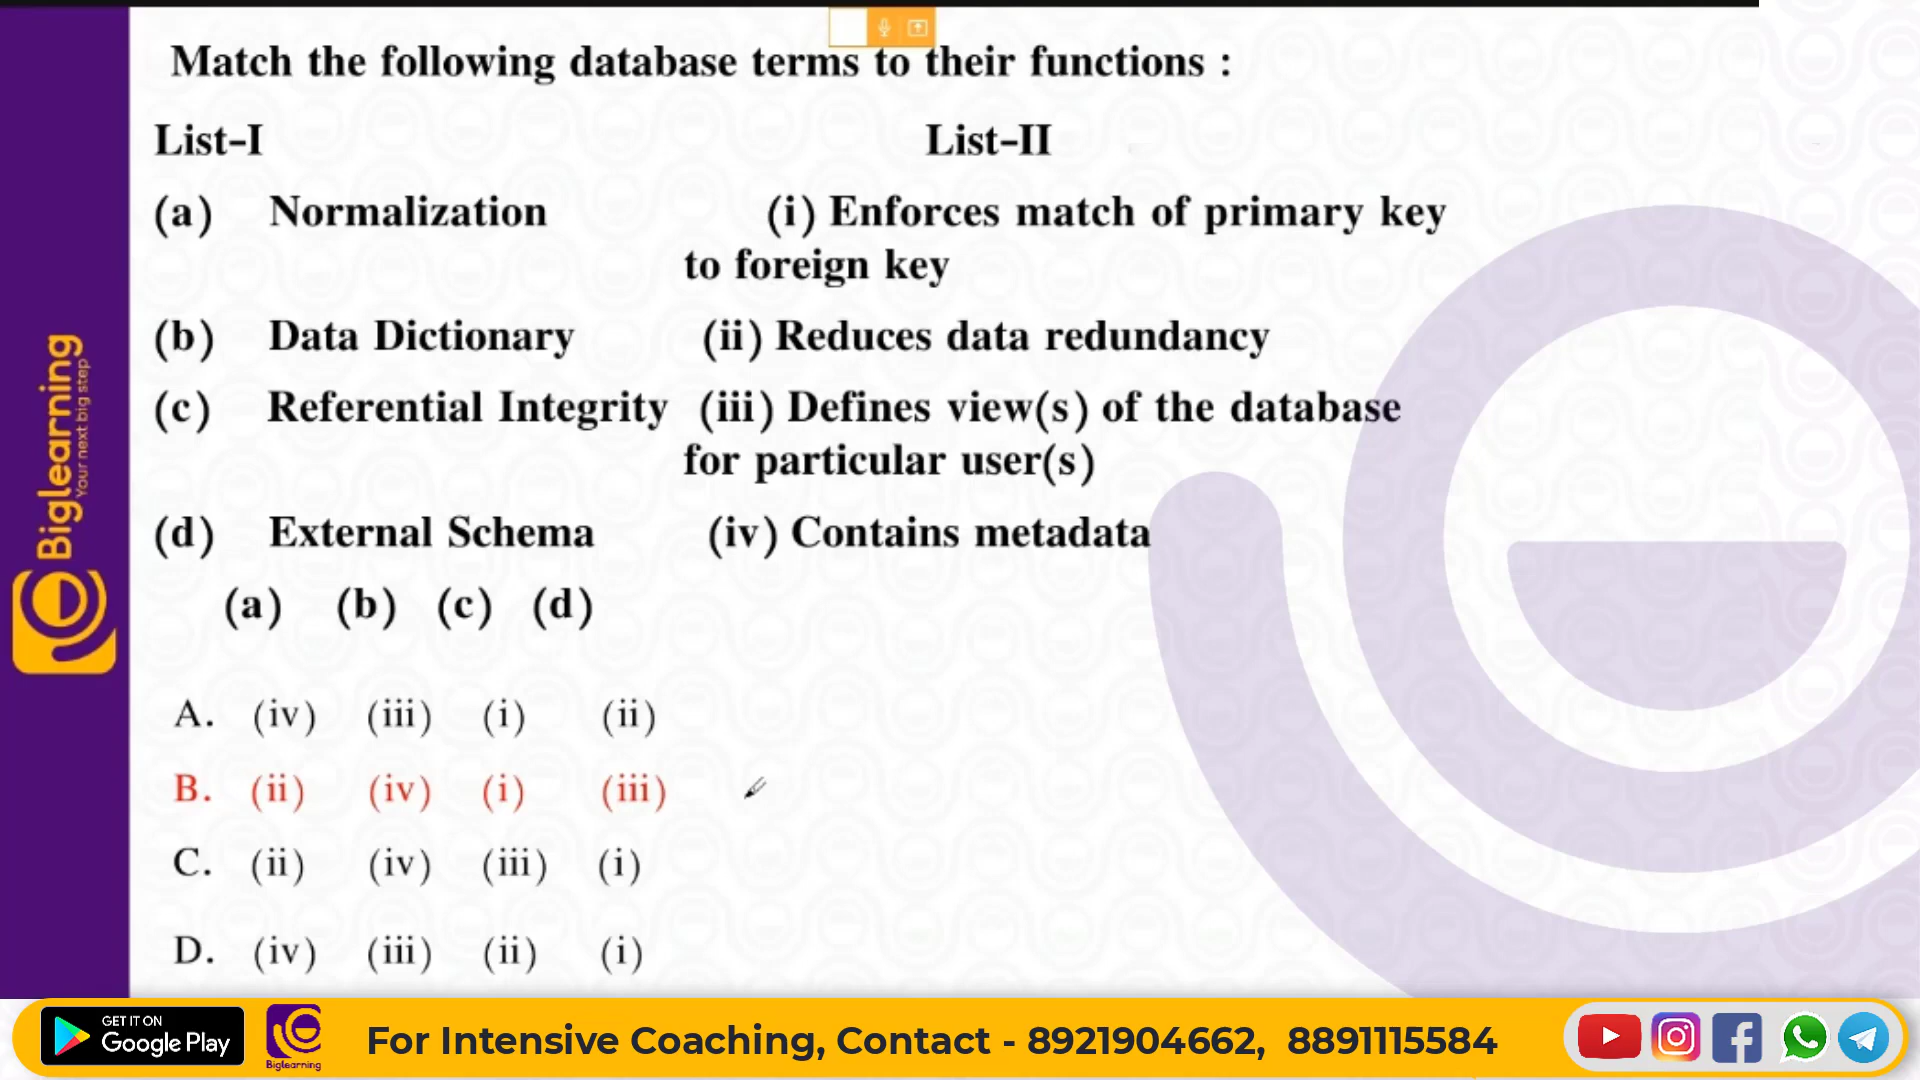 Match the following database terms to their functions :
List-I List-II
(a) Normalization (i) Enforces match of primary key
to foreign key
(b) Data Dictionary (ii) Reduces data redundancy
(c) Referential Integrity (iii) Defines view(s) of the database
for particular user(s)
(d) External Schema (iv) Contains metadata
(a) (b) (c) (d)
A. (iv) (iii) (i) (ii)
B. (ii) (iv) (i) (iii)
C. (ii) (iv) (iii) (i)
D. (iv) (iii) (ii) (i)
Biglearning
Your next big step
GET IT ON
Google Play
Biglearning
For Intensive Coaching, Contact - 8921904662, 8891115584